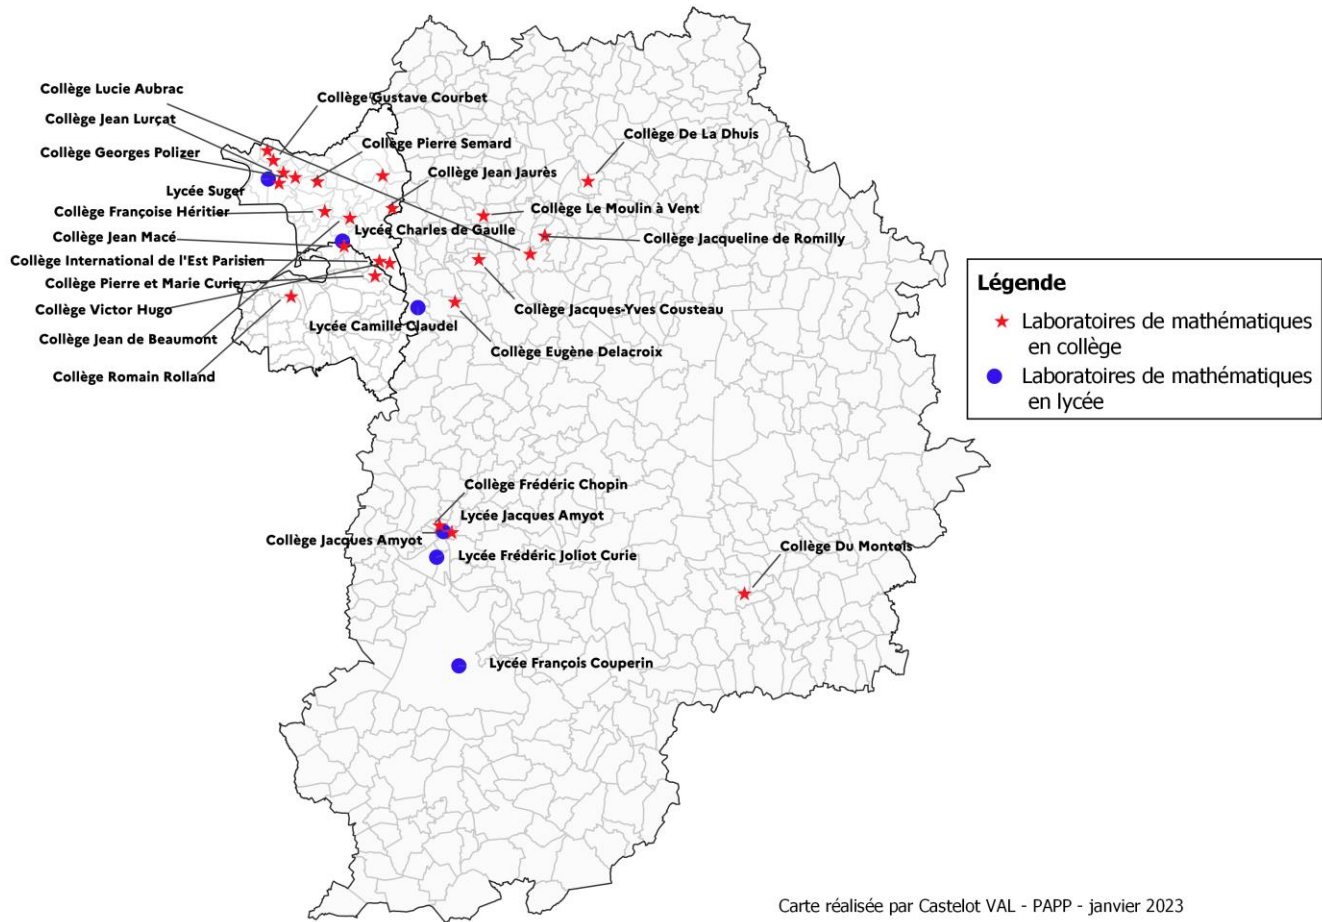 Collège Lucie Aubrac
Collège Gustave Courbet
Collège Jean Lurçat
Collège De La Dhuis
Collège Pierre Semard
Collège Georges Polizer
Collège Jean Jaurès
Lycée Suger
Collège Le Moulin à Vent
Collège Françoise Héritier
Lycée Charles de Gaulle
Collège Jean Macé
Collège Jacqueline de Romilly
Collège International de l'Est Parisien
Collège Pierre et Marie Curie
Collège Victor Hugo
Collège Jacques-Yves Cousteau
Lycée Camille Claudel
Collège Jean de Beaumont
Collège Eugène Delacroix
Collège Romain Rolland
Légende
Laboratoires de mathématiques
en collège
Laboratoires de mathématiques
en lycée
Collège Frédéric Chopin
Lycée Jacques Amyot
Collège Jacques Amyot
Collège Du Montois
Lycée Frédéric Joliot Curie
Lycée François Couperin
Carte réalisée par Castelot VAL - PAPP - janvier 2023